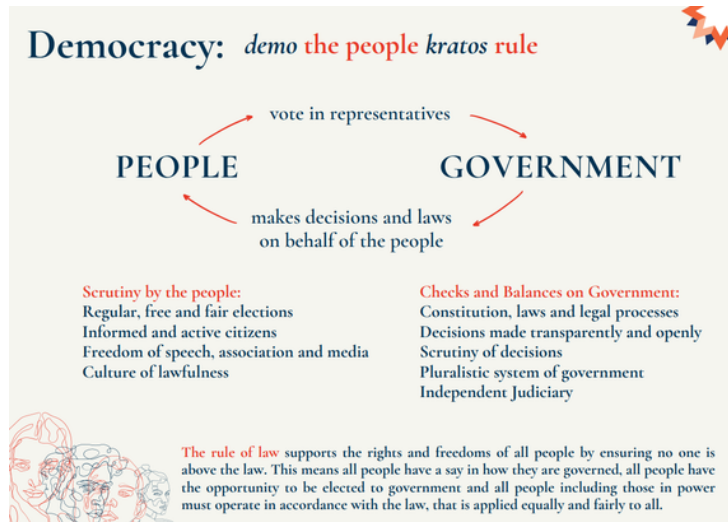 Democracy: demo the people kratos rule
vote in representatives
PEOPLE
GOVERNMENT
makes decisions and laws
on behalf of the people
Scrutiny by the people:
Regular, free and fair elections
Informed and active citizens
Freedom of speech, association and media
Culture of lawfulness
Checks and Balances on Government:
Constitution, laws and legal processes
Decisions made transparently and openly
Scrutiny of decisions
Pluralistic system of government
Independent Judiciary
The rule of law supports the rights and freedoms of all people by ensuring no one is
above the law. This means all people have a say in how they are governed, all people have
the opportunity to be elected to government and all people including those in power
must operate in accordance with the law, that is applied equally and fairly to all.